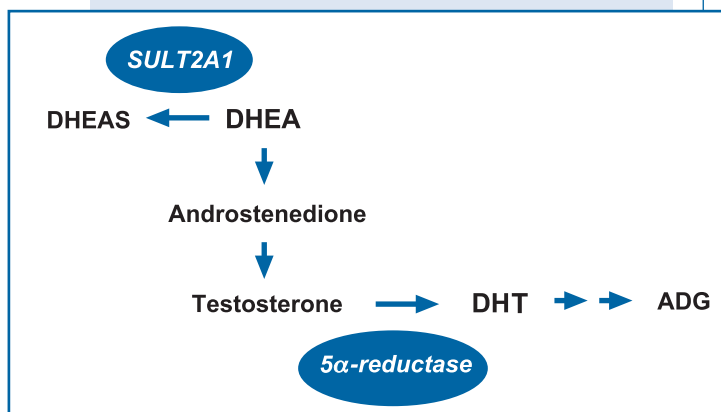 SULT2A1
DHEAS DHEA
Androstenedione
Testosterone DHT ADG
5α-reductase